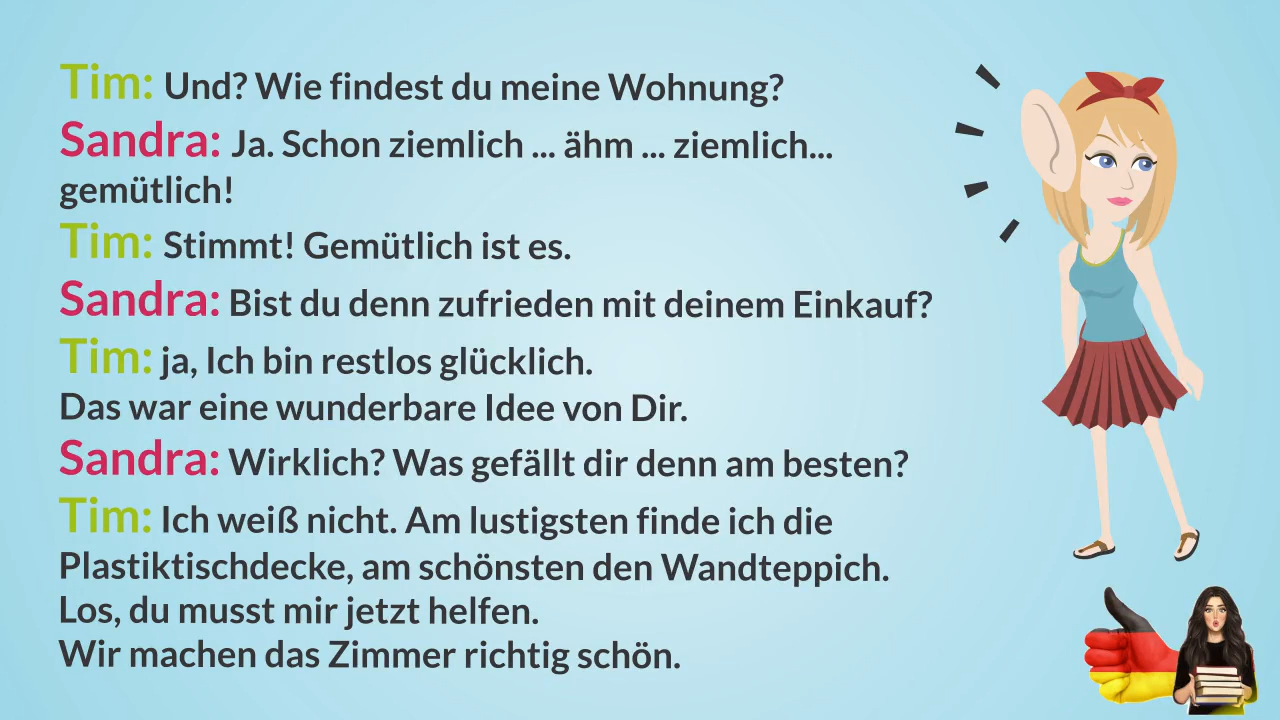 Tim: Und? Wie findest du meine Wohnung?
Sandra: Ja. Schon ziemlich ... ähm ... ziemlich...
gemütlich!
Tim: Stimmt! Gemütlich ist es.
Sandra: Bist du denn zufrieden mit deinem Einkauf?
Tim: ja, Ich bin restlos glücklich.
Das war eine wunderbare Idee von Dir.
Sandra: Wirklich? Was gefällt dir denn am besten?
Tim: Ich weiß nicht. Am lustigsten finde ich die
Plastiktischdecke, am schönsten den Wandteppich.
Los, du musst mir jetzt helfen.
Wir machen das Zimmer richtig schön.